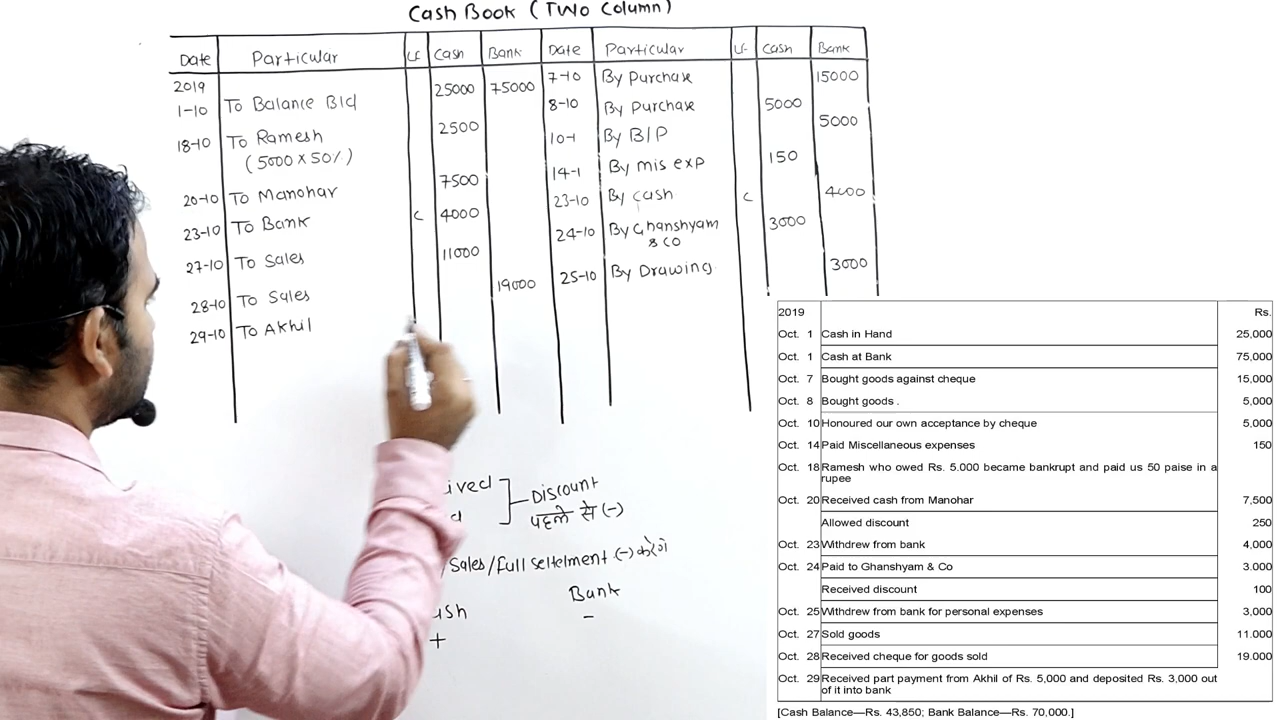 Cash Book (Two Column)
Date Particular LF Cash Bank Date Particular LF Cash Bank
2019
1-10 To Balance B/d 25000 75000 7-10 By Purchase 15000
8-10 By Purchase 5000
18-10 To Ramesh 2500 10-1 By B/P 5000
(5000 x 50%)
14-1 By mis exp 150
20-10 To Manohar 7500 23-10 By Cash C 4000
23-10 To Bank C 4000 24-10 By Ghanshyam 3000
& Co
27-10 To Sales 11000 25-10 By Drawing. 3000
28-10 To Sales 19000
29-10 To Akhil
ived
Discount
पहले से (-)
d
/Sales/full seltelment (-) करेंगे
Bank
ash
+ -
2019 Rs.
Oct. 1 Cash in Hand 25,000
Oct. 1 Cash at Bank 75,000
Oct. 7 Bought goods against cheque 15,000
Oct. 8 Bought goods . 5,000
Oct. 10 Honoured our own acceptance by cheque 5,000
Oct. 14 Paid Miscellaneous expenses 150
Oct. 18 Ramesh who owed Rs. 5.000 became bankrupt and paid us 50 paise in a
rupee
Oct. 20 Received cash from Manohar 7,500
Allowed discount 250
Oct. 23 Withdrew from bank 4,000
Oct. 24 Paid to Ghanshyam & Co 3.000
Received discount 100
Oct. 25 Withdrew from bank for personal expenses 3,000
Oct. 27 Sold goods 11.000
Oct. 28 Received cheque for goods sold 19.000
Oct. 29 Received part payment from Akhil of Rs. 5,000 and deposited Rs. 3,000 out
of it into bank
[Cash Balance—Rs. 43,850; Bank Balance—Rs. 70,000.]